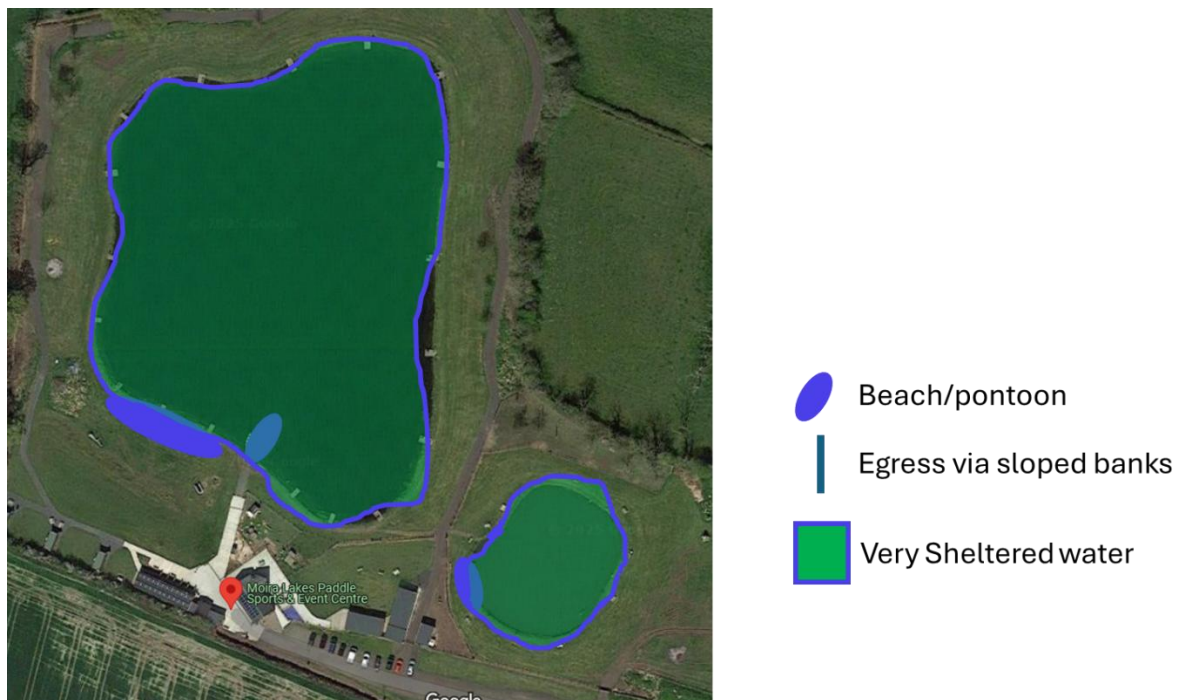 Beach/pontoon
Egress via sloped banks
Very Sheltered water
Moira Lakes Paddle
Sports & Event Centre
Google